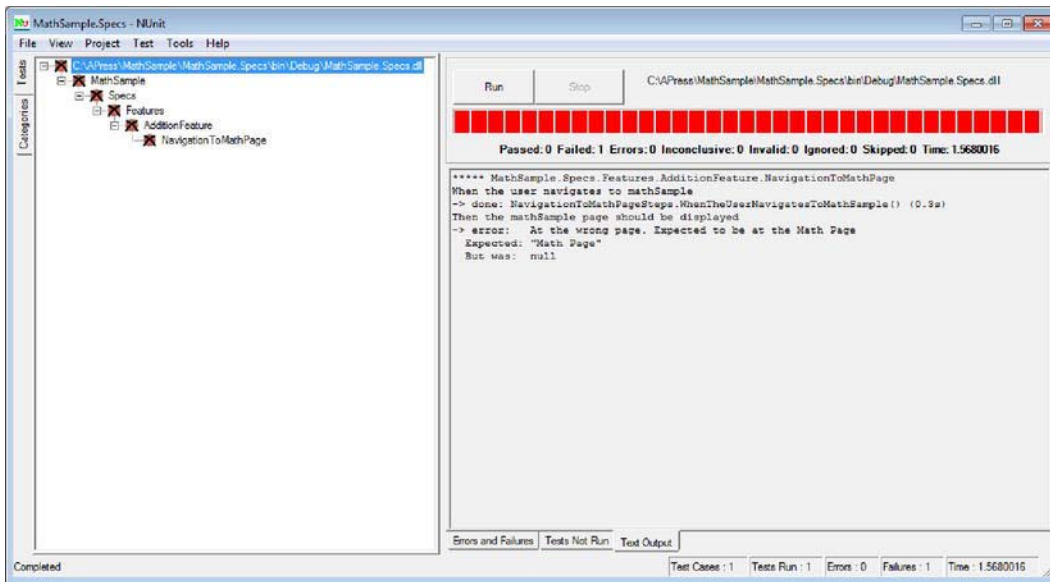 MathSample.Specs - NUnit
File View Project Test Tools Help
Tests
Categories
C:\APress\MathSample\MathSample.Specs\bin\Debug\MathSample.Specs.dll
MathSample
Specs
Features
AdditionFeature
NavigationToMathPage
Run
Stop
C:\APress\MathSample\MathSample.Specs\bin\Debug\MathSample.Specs.dll
Passed: 0 Failed: 1 Errors: 0 Inconclusive: 0 Invalid: 0 Ignored: 0 Skipped: 0 Time: 1.5680016
***** MathSample.Specs.Features.AdditionFeature.NavigationToMathPage
When the user navigates to mathSample
-> done: NavigationToMathPageSteps.WhenTheUserNavigatesToMathSample() (0.3s)
Then the mathSample page should be displayed
-> error: At the wrong page. Expected to be at the Math Page
Expected: "Math Page"
But was: null
Errors and Failures
Tests Not Run
Text Output
Completed
Test Cases : 1
Tests Run : 1
Errors : 0
Failures : 1
Time : 1.5680016